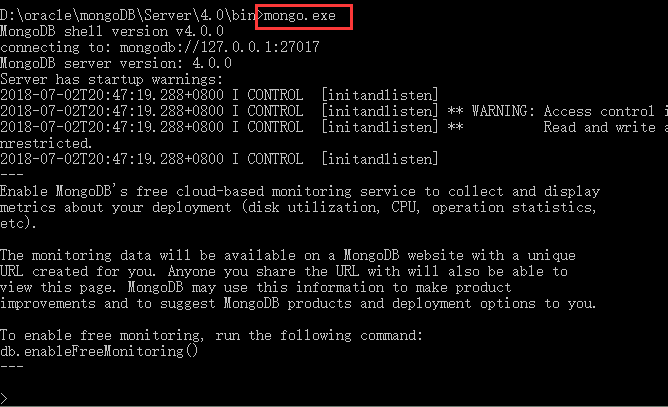 D:\oracle\mongoDB\Server\4.0\bin>mongo.exe
MongoDB shell version v4.0.0
connecting to: mongodb://127.0.0.1:27017
MongoDB server version: 4.0.0
Server has startup warnings:
2018-07-02T20:47:19.288+0800 I CONTROL  [initandlisten]
2018-07-02T20:47:19.288+0800 I CONTROL  [initandlisten] ** WARNING: Access control i
2018-07-02T20:47:19.288+0800 I CONTROL  [initandlisten] **          Read and write a
nrestricted.
2018-07-02T20:47:19.288+0800 I CONTROL  [initandlisten]
---
Enable MongoDB's free cloud-based monitoring service to collect and display
metrics about your deployment (disk utilization, CPU, operation statistics,
etc).
The monitoring data will be available on a MongoDB website with a unique
URL created for you. Anyone you share the URL with will also be able to
view this page. MongoDB may use this information to make product
improvements and to suggest MongoDB products and deployment options to you.
To enable free monitoring, run the following command:
db.enableFreeMonitoring()
---
>